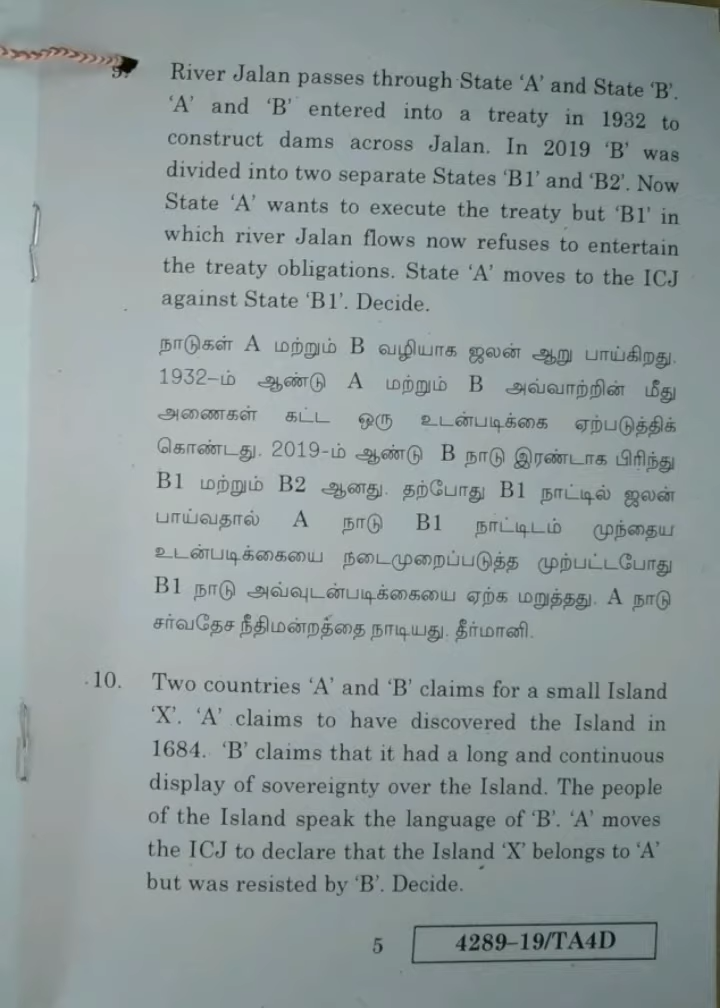 9. River Jalan passes through State ‘A’ and State ‘B’.
‘A’ and ‘B’ entered into a treaty in 1932 to
construct dams across Jalan. In 2019 ‘B’ was
divided into two separate States ‘B1’ and ‘B2’. Now
State ‘A’ wants to execute the treaty but ‘B1’ in
which river Jalan flows now refuses to entertain
the treaty obligations. State ‘A’ moves to the ICJ
against State ‘B1’. Decide.
நாடுகள் A மற்றும் B வழியாக ஜலன் ஆறு பாய்கிறது.
1932–ம் ஆண்டு A மற்றும் B அவ்வாற்றின் மீது
அணைகள் கட்ட ஒரு உடன்படிக்கை ஏற்படுத்திக்
கொண்டது. 2019-ம் ஆண்டு B நாடு இரண்டாக பிரிந்து
B1 மற்றும் B2 ஆனது. தற்போது B1 நாட்டில் ஜலன்
பாய்வதால் A நாடு B1 நாட்டிடம் முந்தைய
உடன்படிக்கையை நடைமுறைப்படுத்த முற்பட்டபோது
B1 நாடு அவ்வுடன்படிக்கையை ஏற்க மறுத்தது. A நாடு
சர்வதேச நீதிமன்றத்தை நாடியது. தீர்மானி.
10. Two countries ‘A’ and ‘B’ claims for a small Island
‘X’. ‘A’ claims to have discovered the Island in
1684. ‘B’ claims that it had a long and continuous
display of sovereignty over the Island. The people
of the Island speak the language of ‘B’. ‘A’ moves
the ICJ to declare that the Island ‘X’ belongs to ‘A’
but was resisted by ‘B’. Decide.
5 4289–19/TA4D